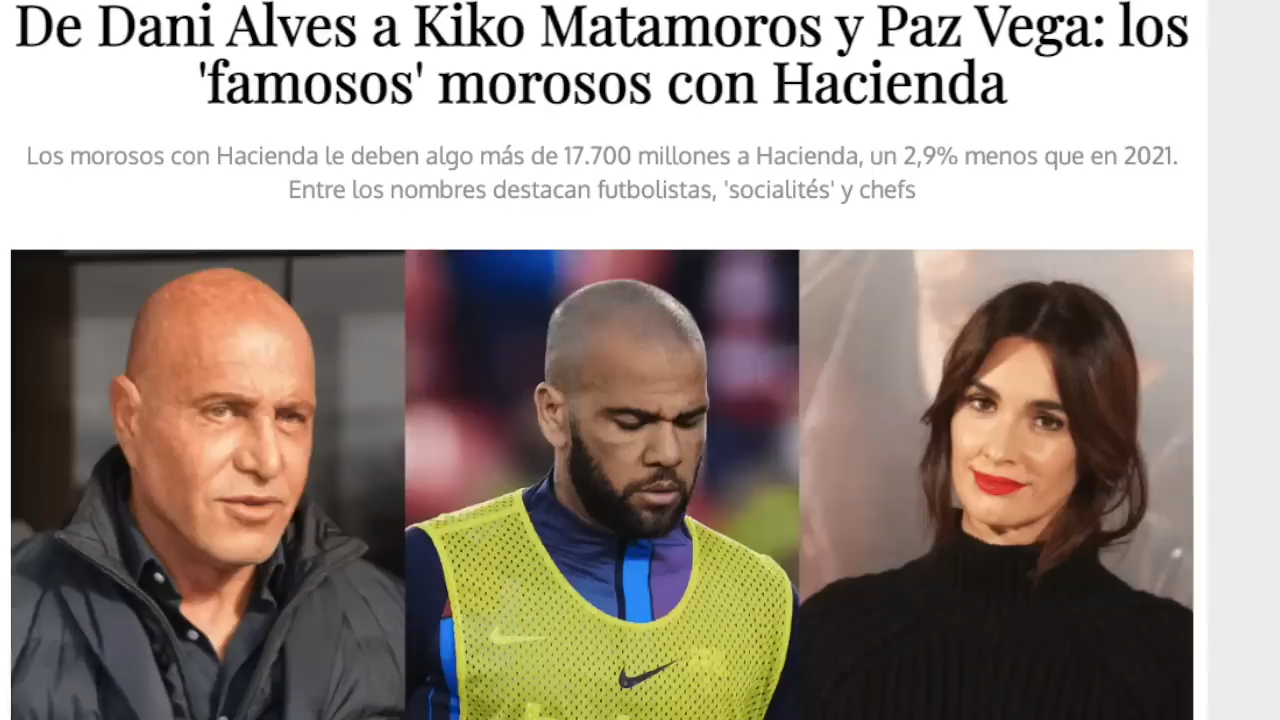 De Dani Alves a Kiko Matamoros y Paz Vega: los
'famosos' morosos con Hacienda
Los morosos con Hacienda le deben algo más de 17.700 millones a Hacienda, un 2,9% menos que en 2021.
Entre los nombres destacan futbolistas, 'socialités' y chefs